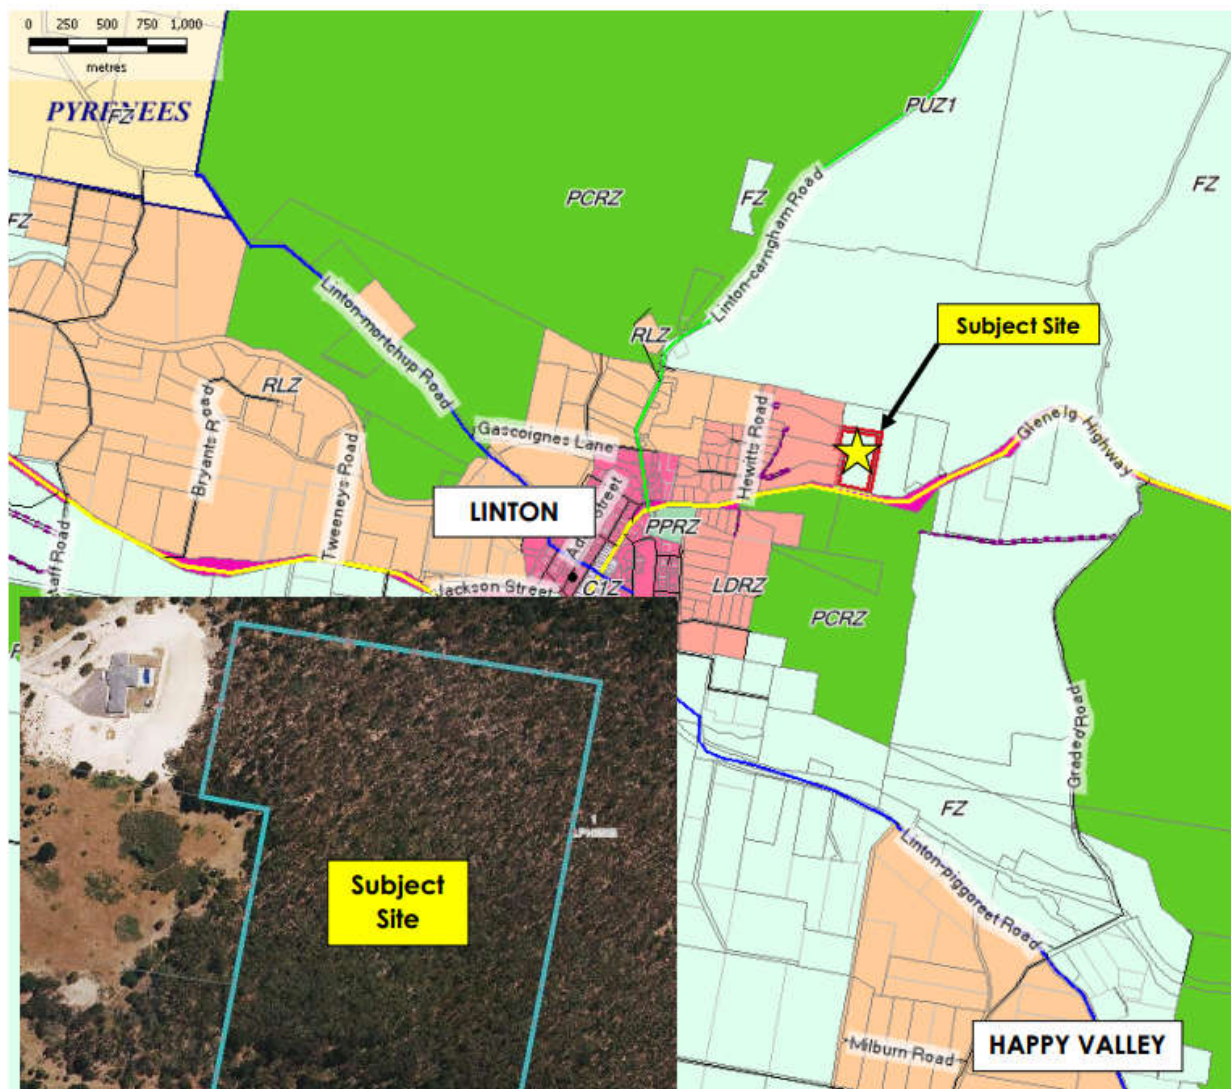 0 250 500 750 1,000
metres
PYRENEES
FZ
PUZ1
PCRZ
FZ
FZ
FZ
Linton-carngham Road
Linton-mortchup Road
Subject Site
RLZ
RLZ
Hewitts Road
Glenelg Highway
Bryants Road
Gascoignes Lane
Tweeneys Road
LINTON
PPRZ
Jackson Street
C1Z
LDRZ
PCRZ
Graded Road
Subject
Site
1
FZ
Linton-piggoreet Road
HAPPY VALLEY
Milburn Road